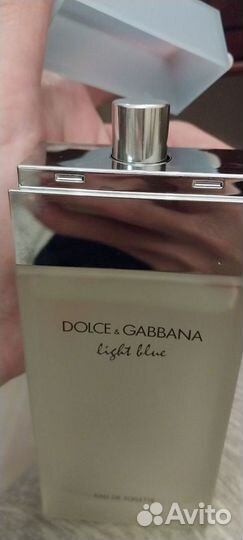 DOLCE & GABBANA
light blue
EAU DE TOILETTE
Avito